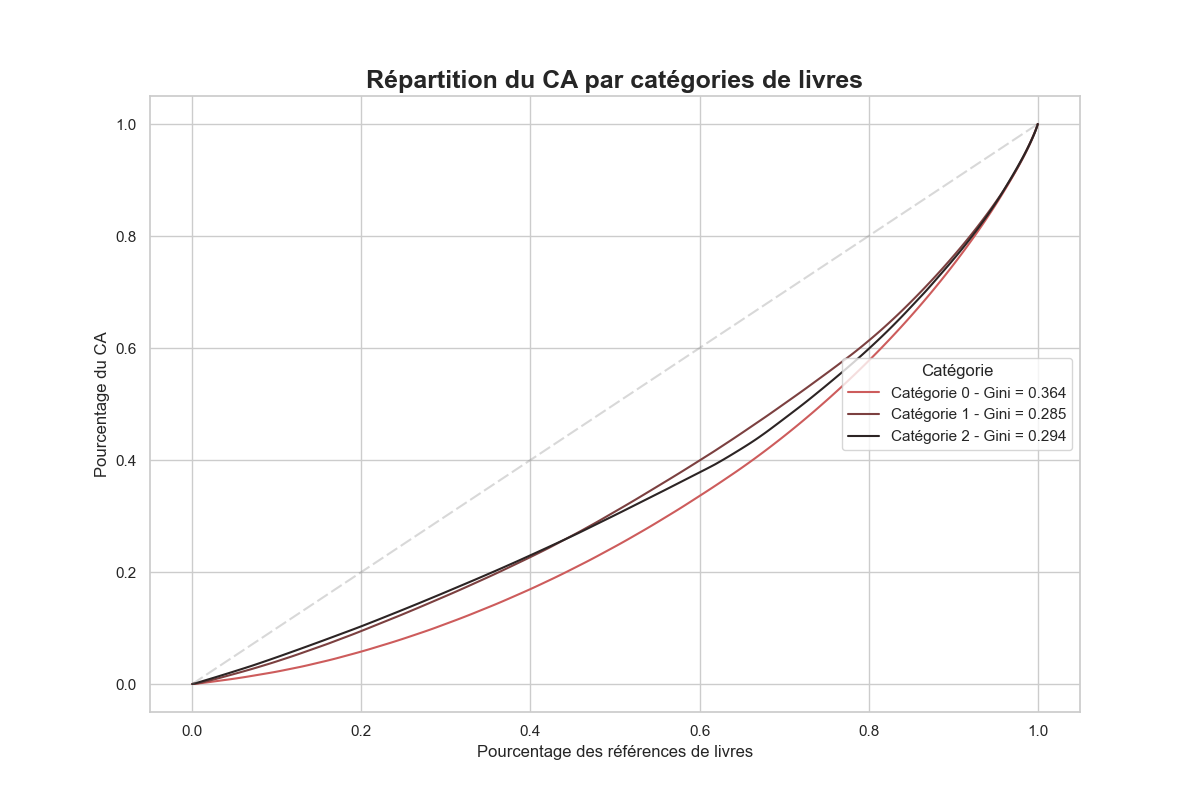 Répartition du CA par catégories de livres
Pourcentage du CA
1.0
0.8
0.6
0.4
0.2
0.0
Catégorie
Catégorie 0 - Gini = 0.364
Catégorie 1 - Gini = 0.285
Catégorie 2 - Gini = 0.294
0.0 0.2 0.4 0.6 0.8 1.0
Pourcentage des références de livres